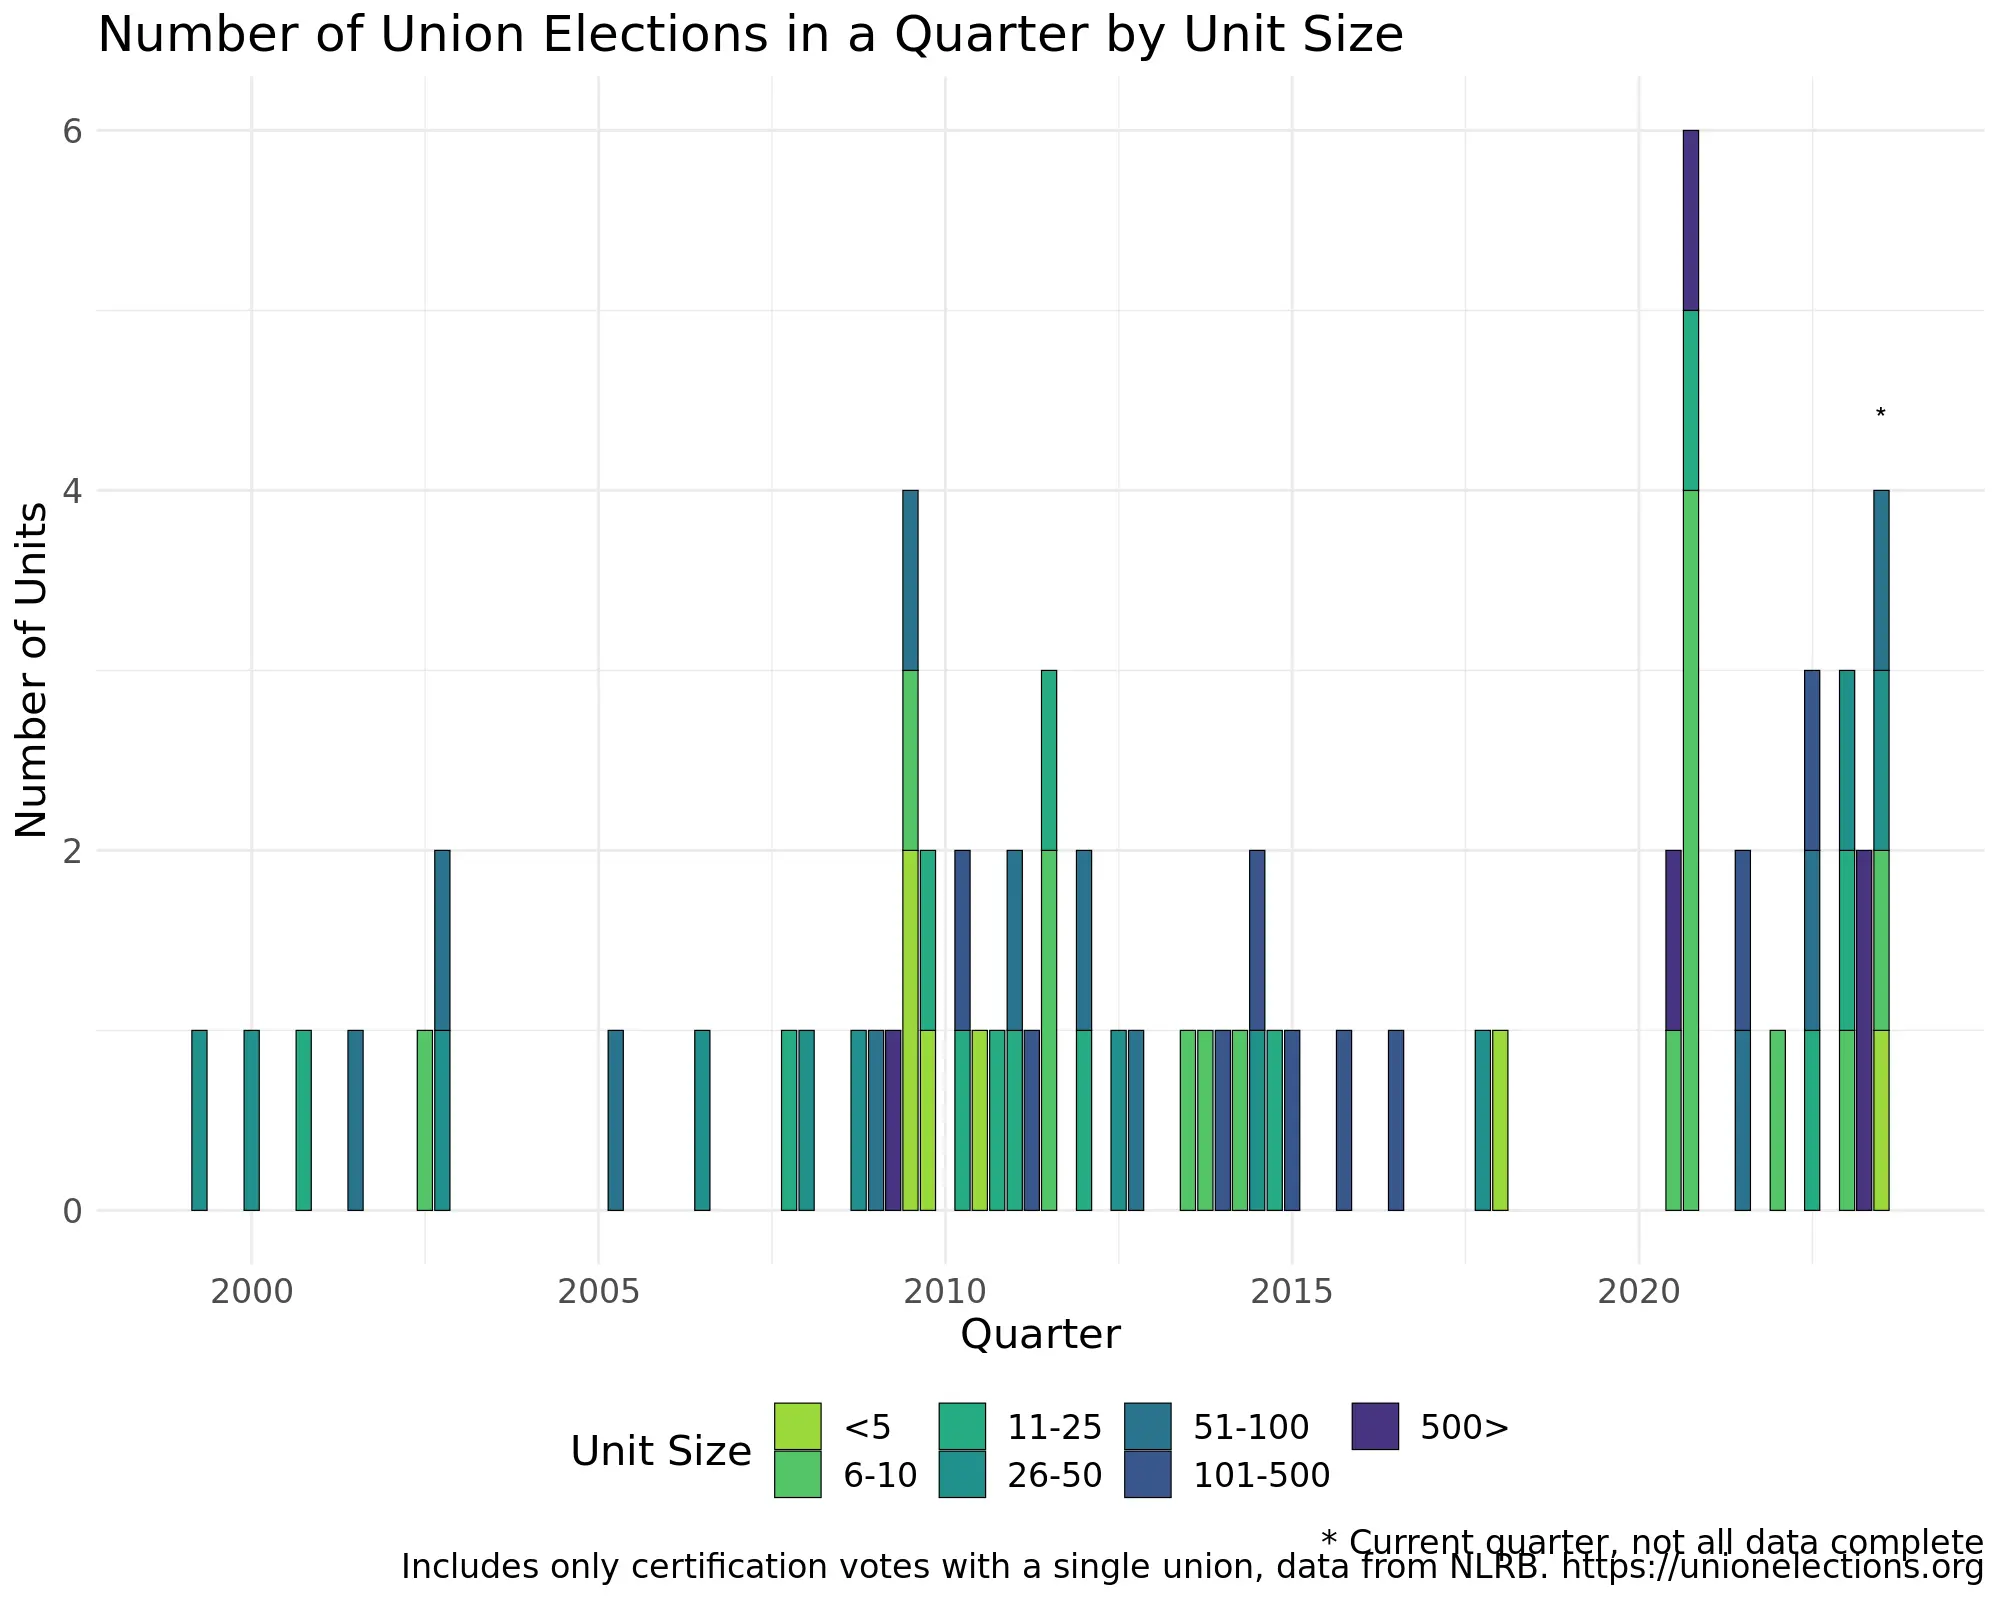 Number of Union Elections in a Quarter by Unit Size
6
*
4
2
0
Number of Units
2000 2005 2010 2015 2020
Quarter
Unit Size
<5 11-25 51-100 500>
6-10 26-50 101-500
* Current quarter, not all data complete
Includes only certification votes with a single union, data from NLRB. https://unionelections.org